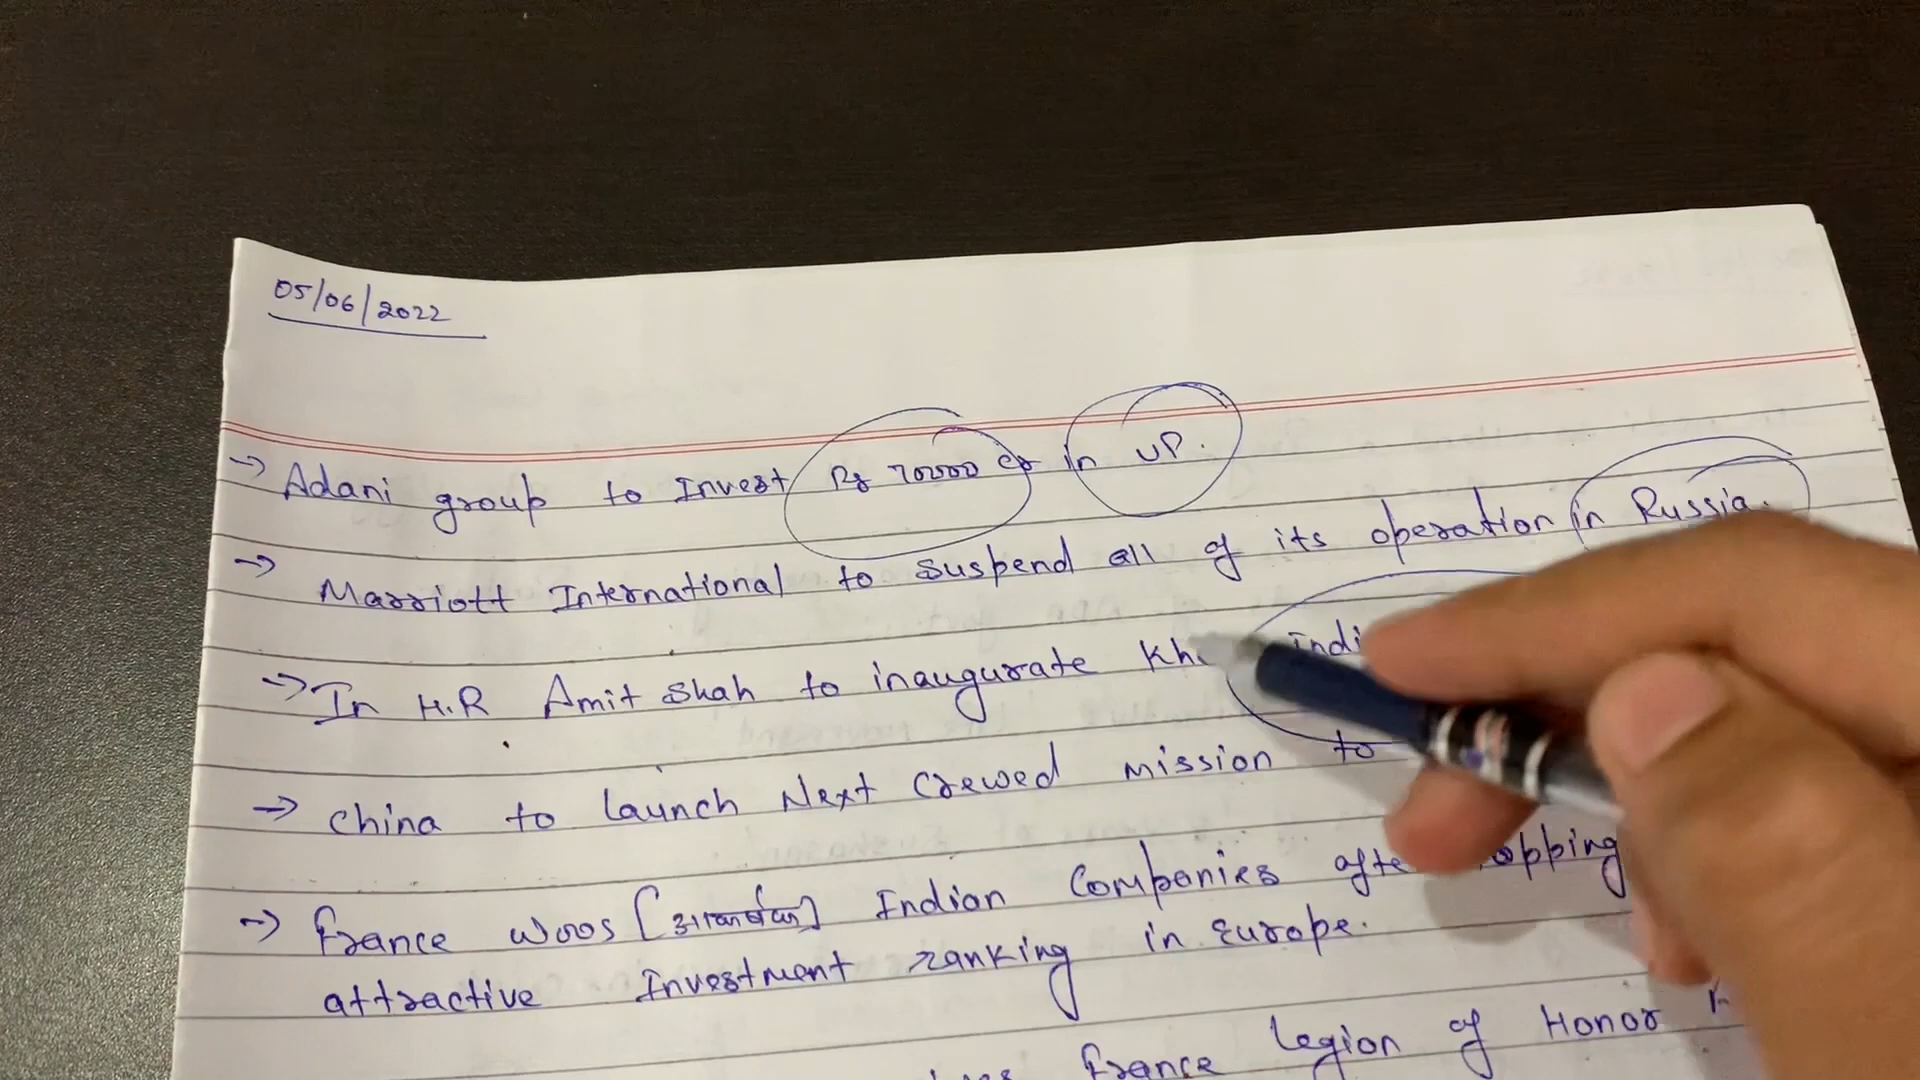 05/06/2022
→ Adani group to Invest Rs 70000 cr in UP.
→ Marriott International to suspend all of its operation in Russia.
→ In H.R Amit Shah to inaugurate
→ China to launch Next Crewed mission to
→ France woos [आकर्षित] Indian Companies after
attractive Investment ranking in Europe.
France Legion of Honor